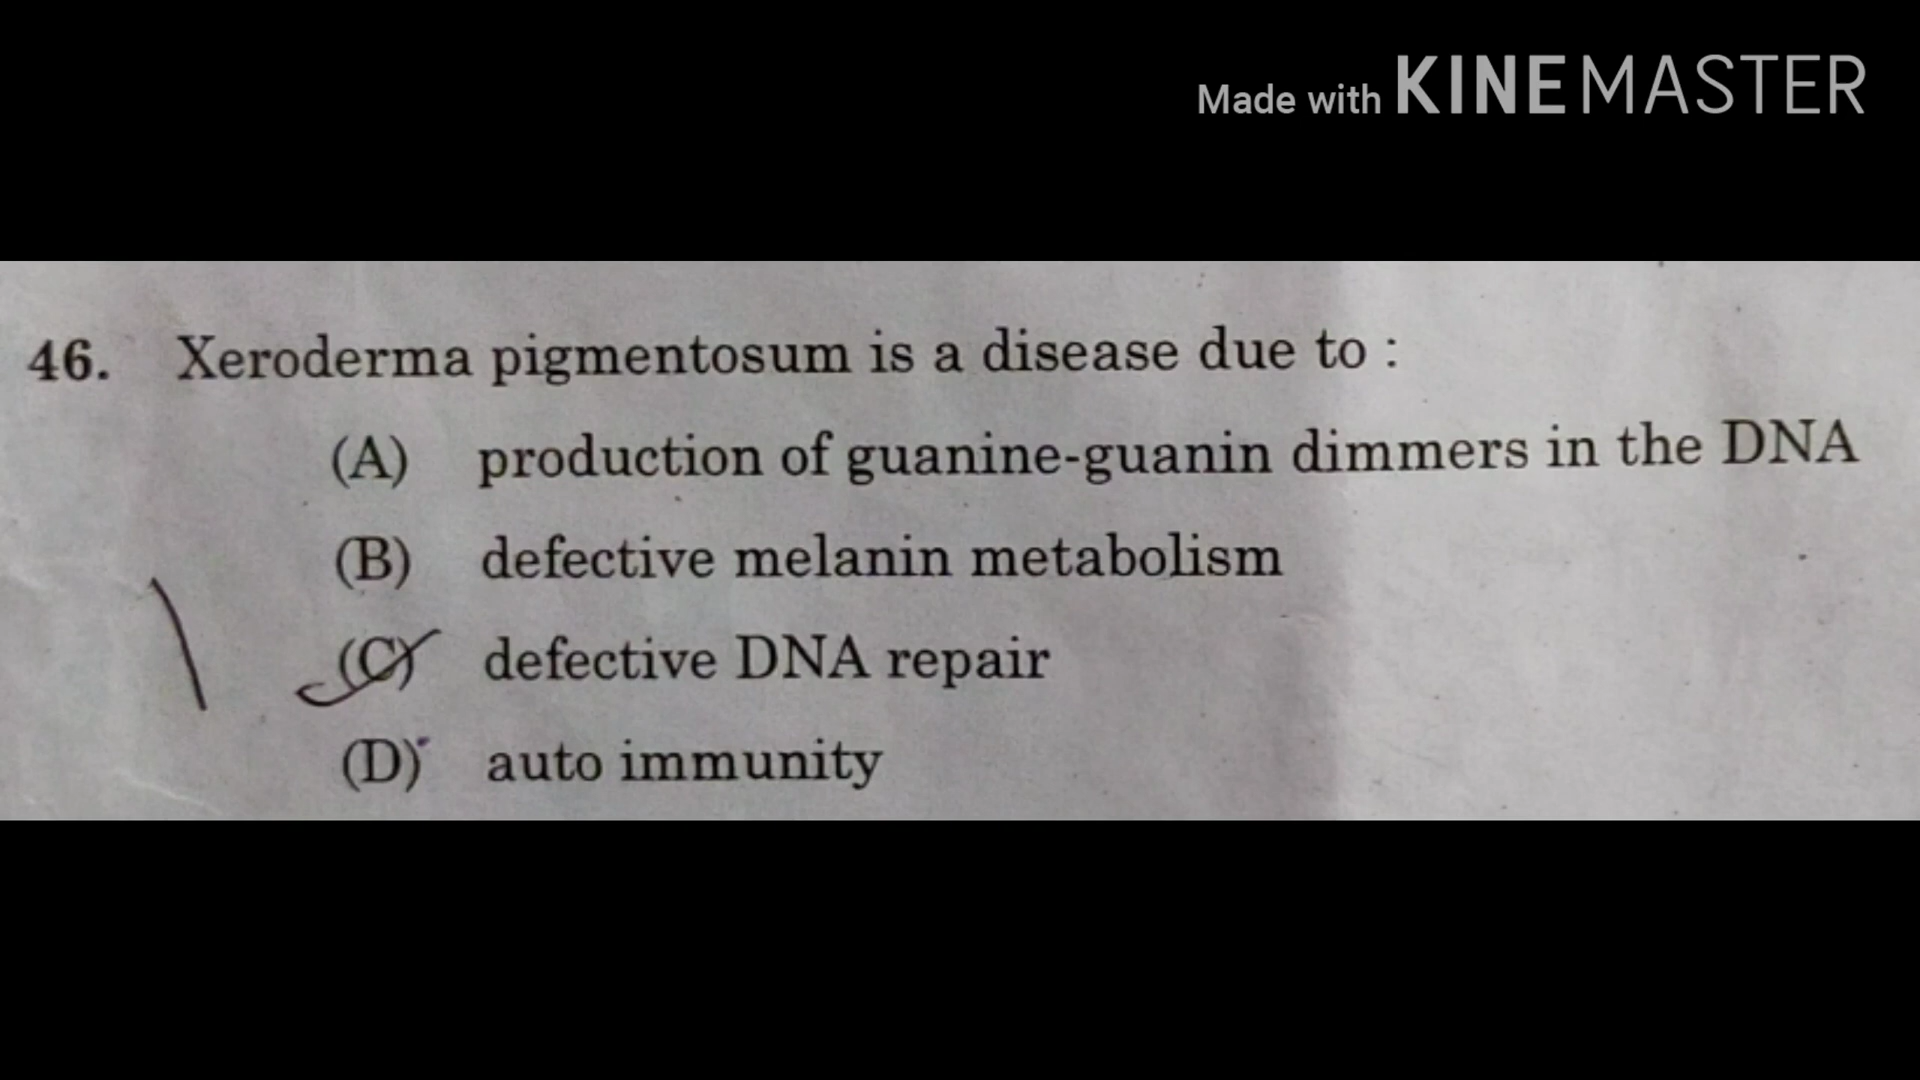 Made with KINEMASTER
46. Xeroderma pigmentosum is a disease due to :
(A) production of guanine-guanin dimmers in the DNA
(B) defective melanin metabolism
(C) defective DNA repair
(D) auto immunity